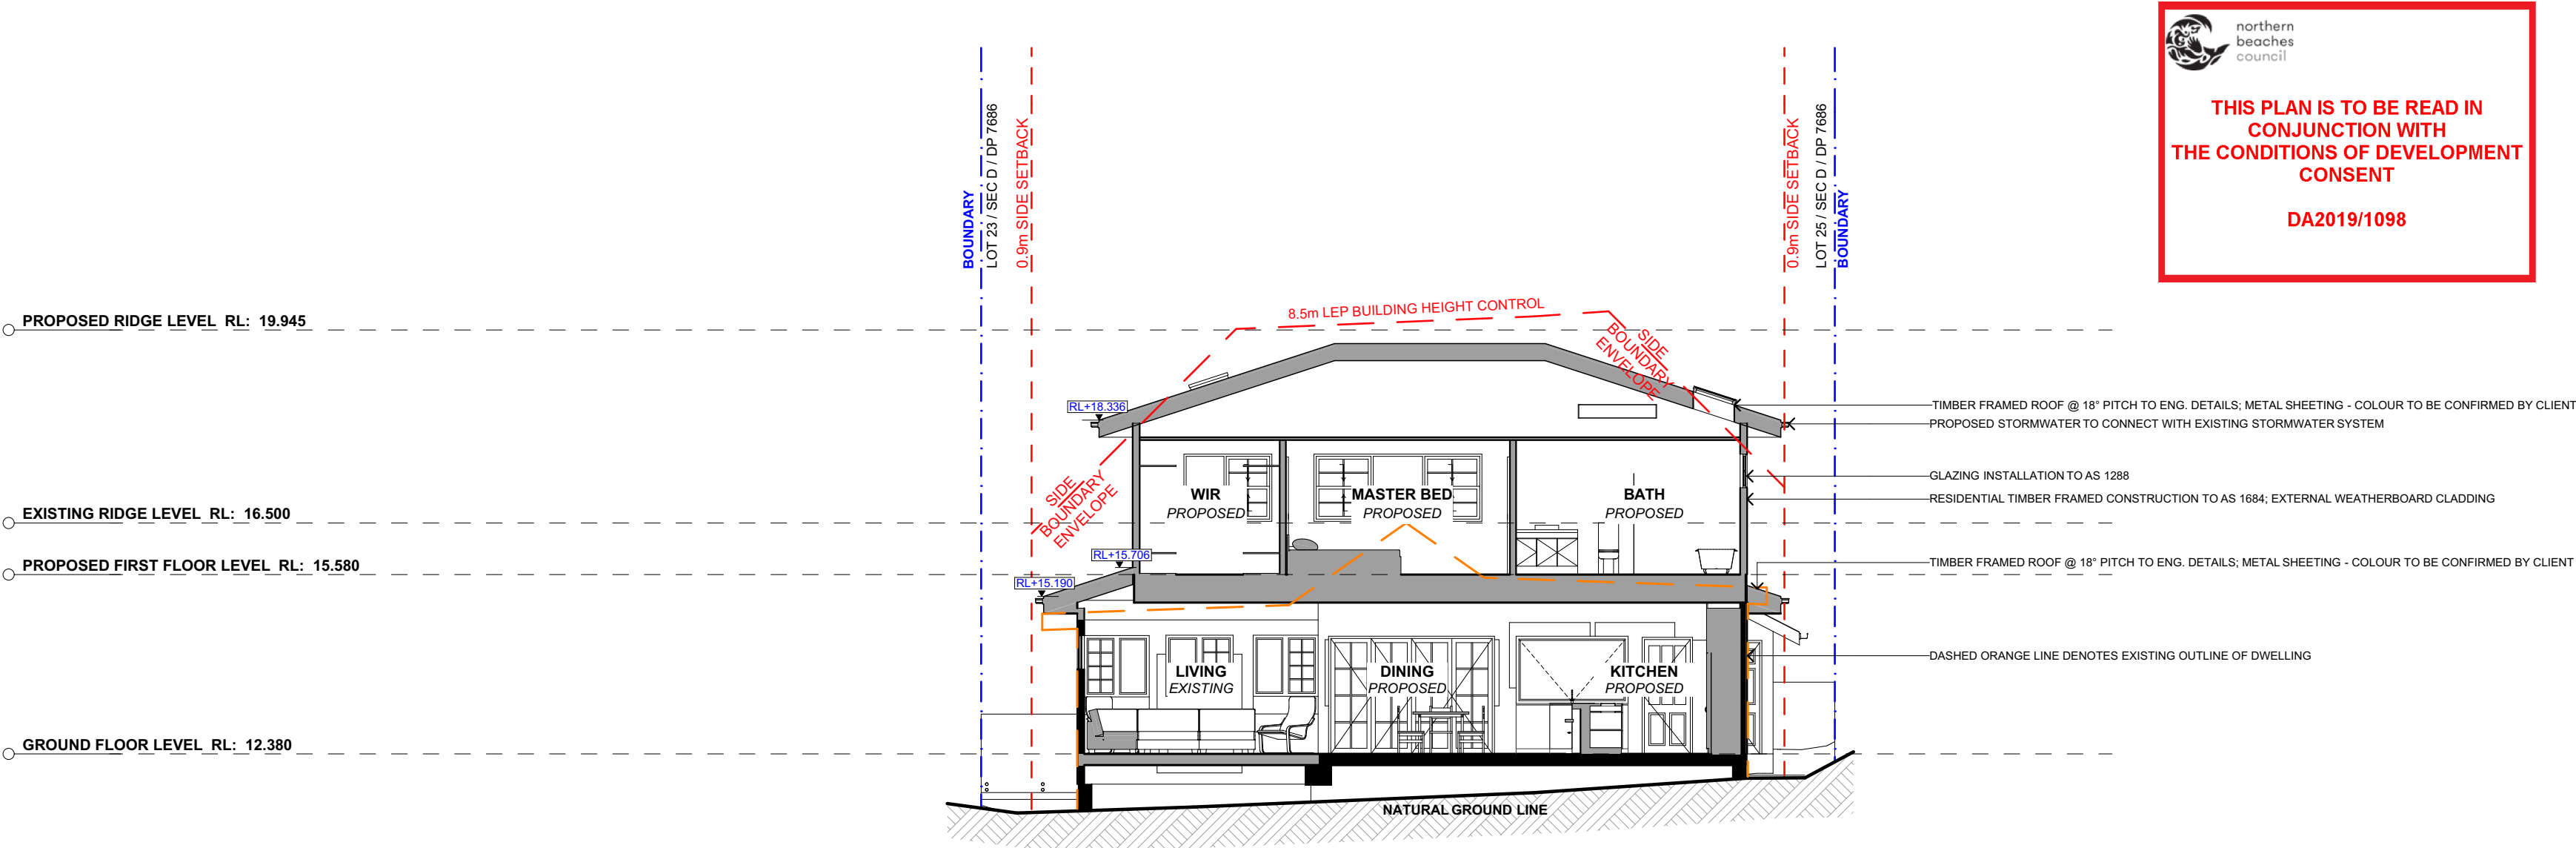 northern
beaches
council
THIS PLAN IS TO BE READ IN
CONJUNCTION WITH
THE CONDITIONS OF DEVELOPMENT
CONSENT
DA2019/1098
BOUNDARY
LOT 23 / SEC D / DP 7686
0.9m SIDE SETBACK
0.9m SIDE SETBACK
LOT 25 / SEC D / DP 7686
BOUNDARY
8.5m LEP BUILDING HEIGHT CONTROL
PROPOSED RIDGE LEVEL RL: 19.945
SIDE
BOUNDARY
ENVELOPE
RL+18.336
TIMBER FRAMED ROOF @ 18° PITCH TO ENG. DETAILS; METAL SHEETING - COLOUR TO BE CONFIRMED BY CLIENT
PROPOSED STORMWATER TO CONNECT WITH EXISTING STORMWATER SYSTEM
GLAZING INSTALLATION TO AS 1288
RESIDENTIAL TIMBER FRAMED CONSTRUCTION TO AS 1684; EXTERNAL WEATHERBOARD CLADDING
SIDE
BOUNDARY
ENVELOPE
WIR
PROPOSED
MASTER BED
PROPOSED
BATH
PROPOSED
EXISTING RIDGE LEVEL RL: 16.500
RL+15.706
PROPOSED FIRST FLOOR LEVEL RL: 15.580
TIMBER FRAMED ROOF @ 18° PITCH TO ENG. DETAILS; METAL SHEETING - COLOUR TO BE CONFIRMED BY CLIENT
RL+15.190
DASHED ORANGE LINE DENOTES EXISTING OUTLINE OF DWELLING
LIVING
EXISTING
DINING
PROPOSED
KITCHEN
PROPOSED
GROUND FLOOR LEVEL RL: 12.380
NATURAL GROUND LINE